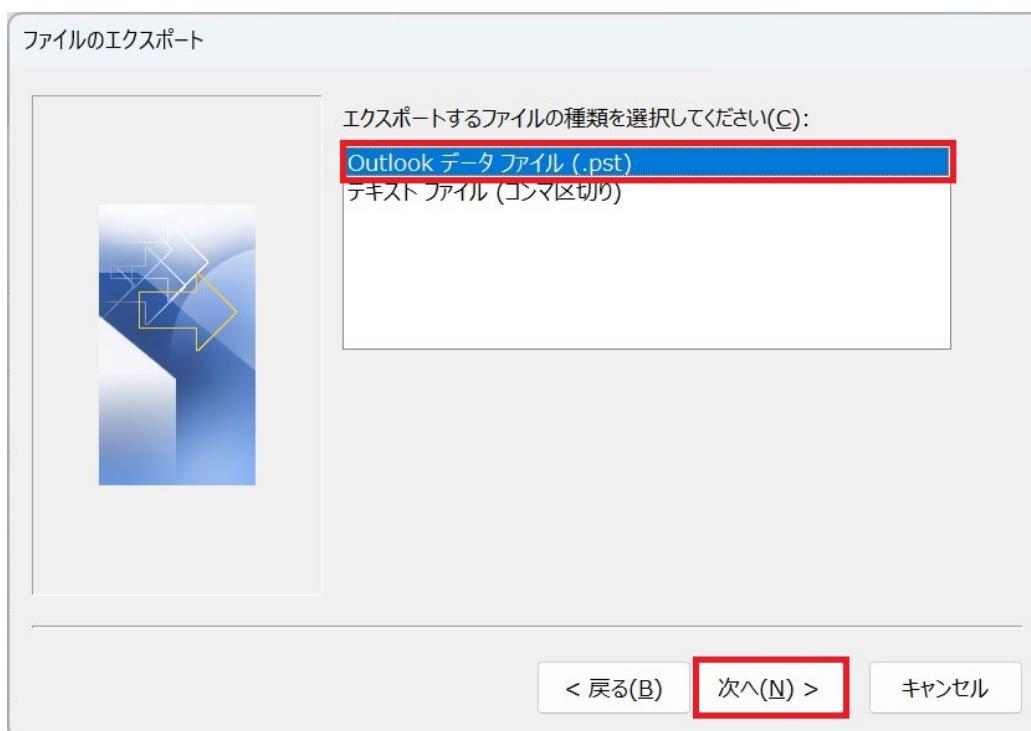 ファイルのエクスポート
エクスポートするファイルの種類を選択してください(C):
Outlook データ ファイル (.pst)
テキスト ファイル (コンマ区切り)
< 戻る(B)
次へ(N) >
キャンセル